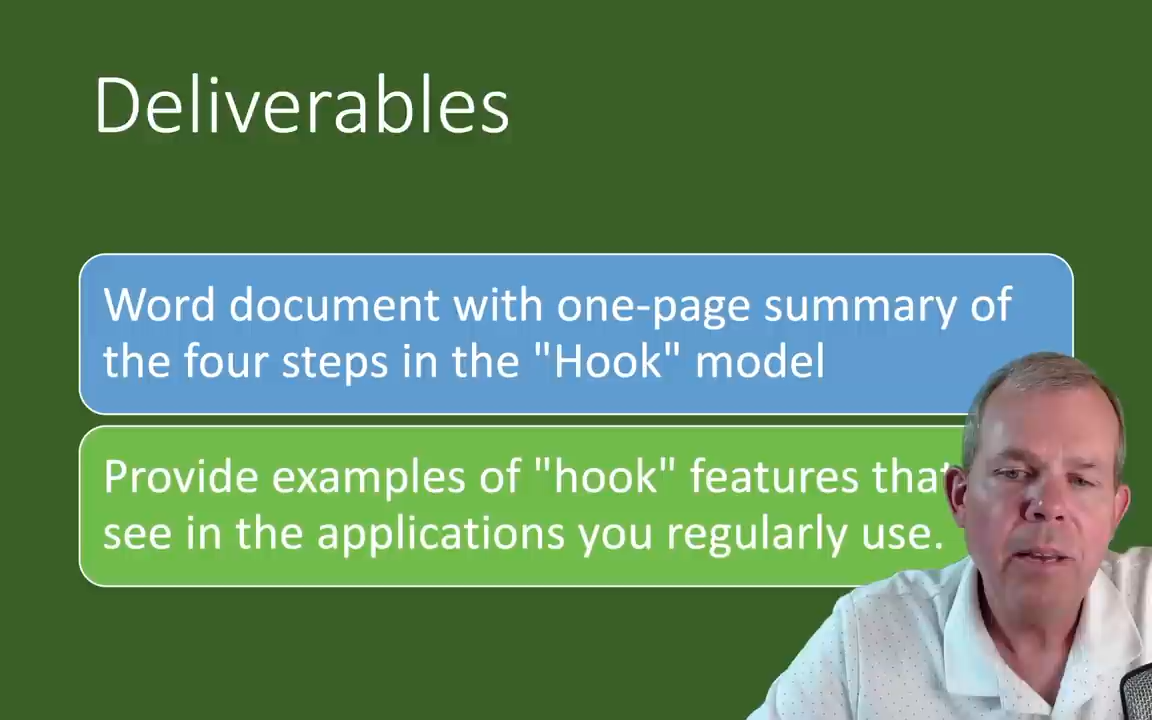 Deliverables
Word document with one-page summary of
the four steps in the "Hook" model
Provide examples of "hook" features that
see in the applications you regularly use.